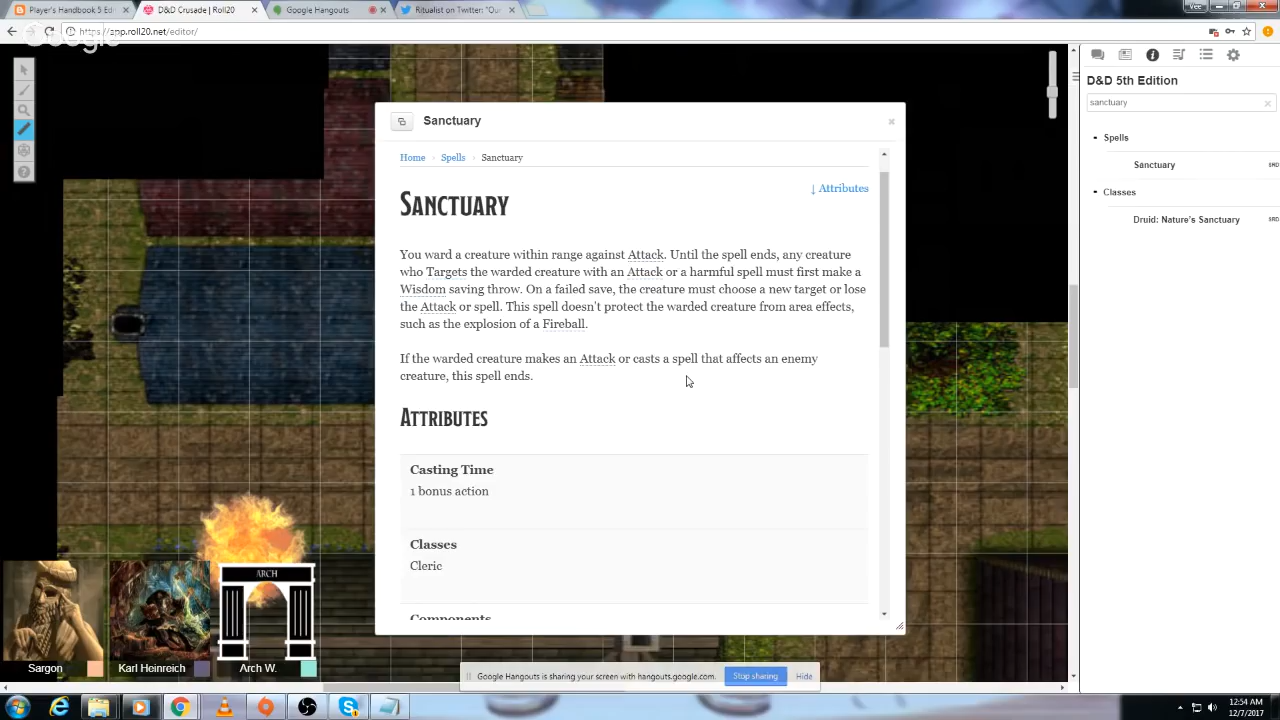 Player's Handbook 5 Edi
D&D Crusade | Roll20
Google Hangouts
Ritualist on Twitter: "Our
Vee
https://app.roll20.net/editor/
Google
D&D 5th Edition
sanctuary
Spells
Sanctuary
SRD
Classes
Druid: Nature's Sanctuary
SRD
Sanctuary
Home
Spells
Sanctuary
↓ Attributes
Sanctuary
You ward a creature within range against Attack. Until the spell ends, any creature
who Targets the warded creature with an Attack or a harmful spell must first make a
Wisdom saving throw. On a failed save, the creature must choose a new target or lose
the Attack or spell. This spell doesn't protect the warded creature from area effects,
such as the explosion of a Fireball.
If the warded creature makes an Attack or casts a spell that affects an enemy
creature, this spell ends.
Attributes
Casting Time
1 bonus action
Classes
Cleric
Components
ARCH
Sargon
Karl Heinreich
Arch W.
Google Hangouts is sharing your screen with hangouts.google.com.
Stop sharing
Hide
12:54 AM
12/7/2017